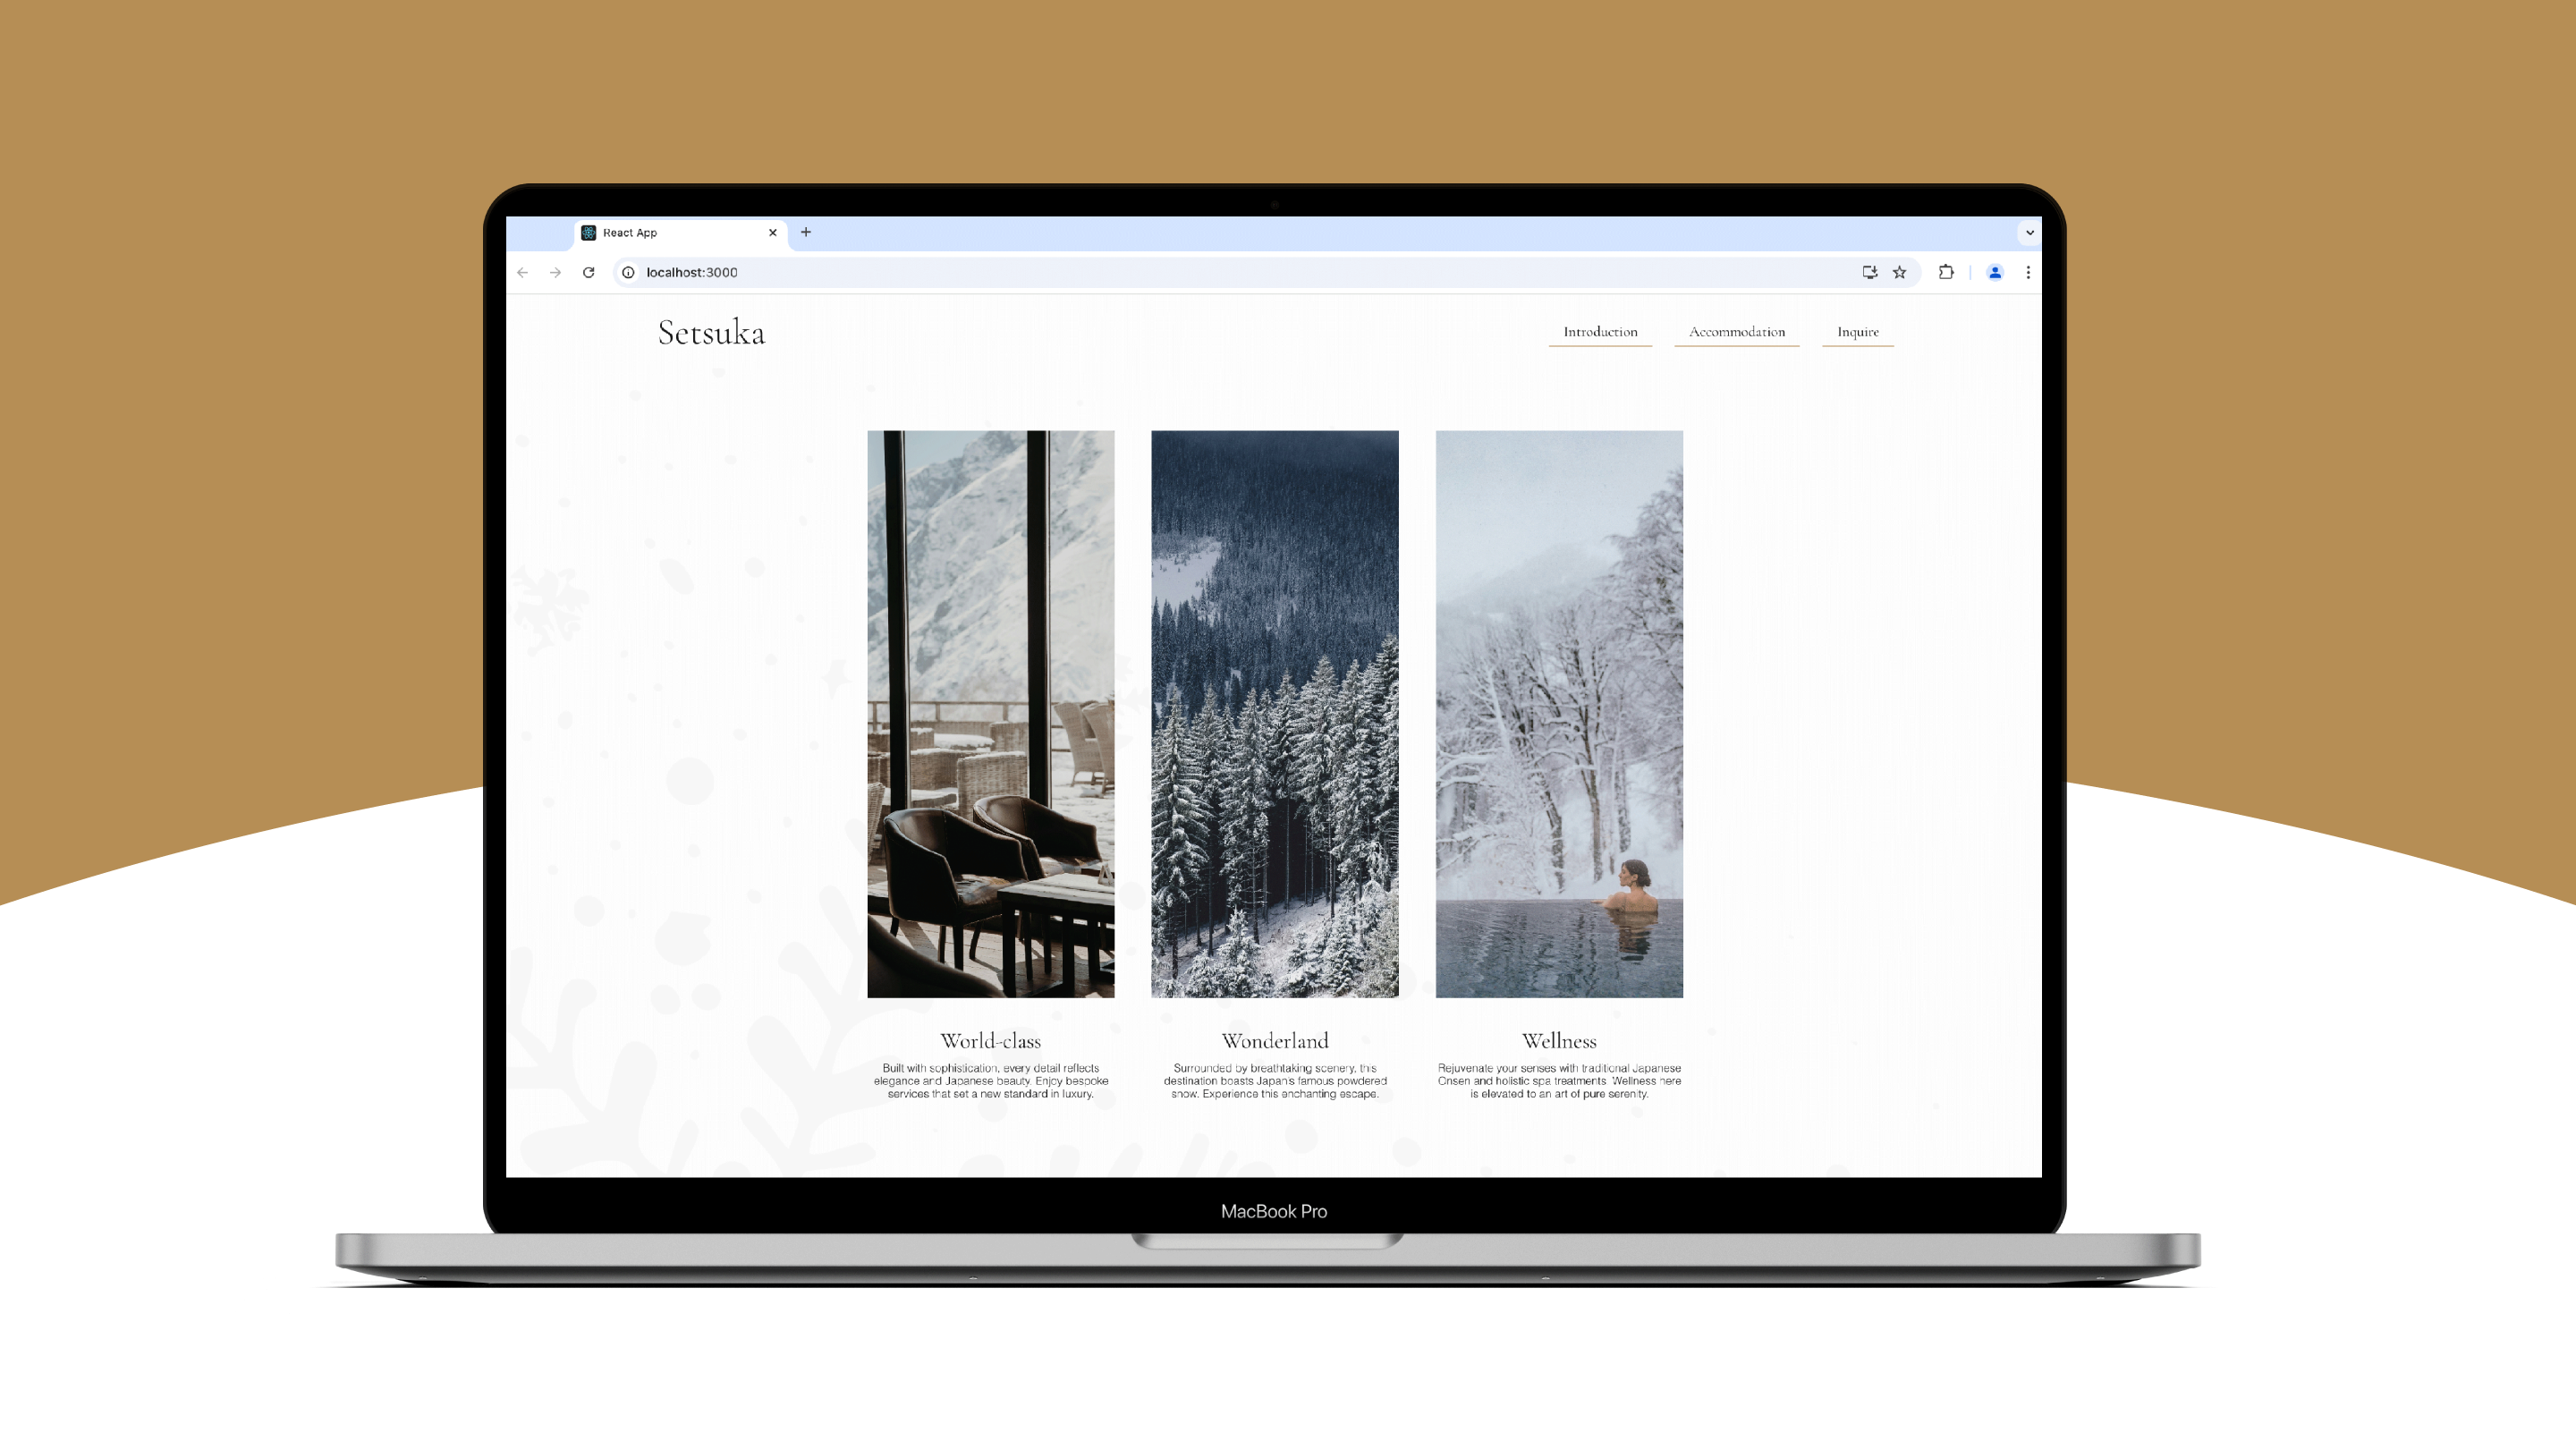 React App
localhost:3000
Setsuka
Introduction
Accommodation
Inquire
World-class
Built with sophistication, every detail reflects
elegance and Japanese beauty. Enjoy bespoke
services that set a new standard in luxury.
Wonderland
Surrounded by breathtaking scenery, this
destination boasts Japan's famous powdered
snow. Experience this enchanting escape.
Wellness
Rejuvenate your senses with traditional Japanese
Onsen and holistic spa treatments. Wellness here
is elevated to an art of pure serenity.
MacBook Pro